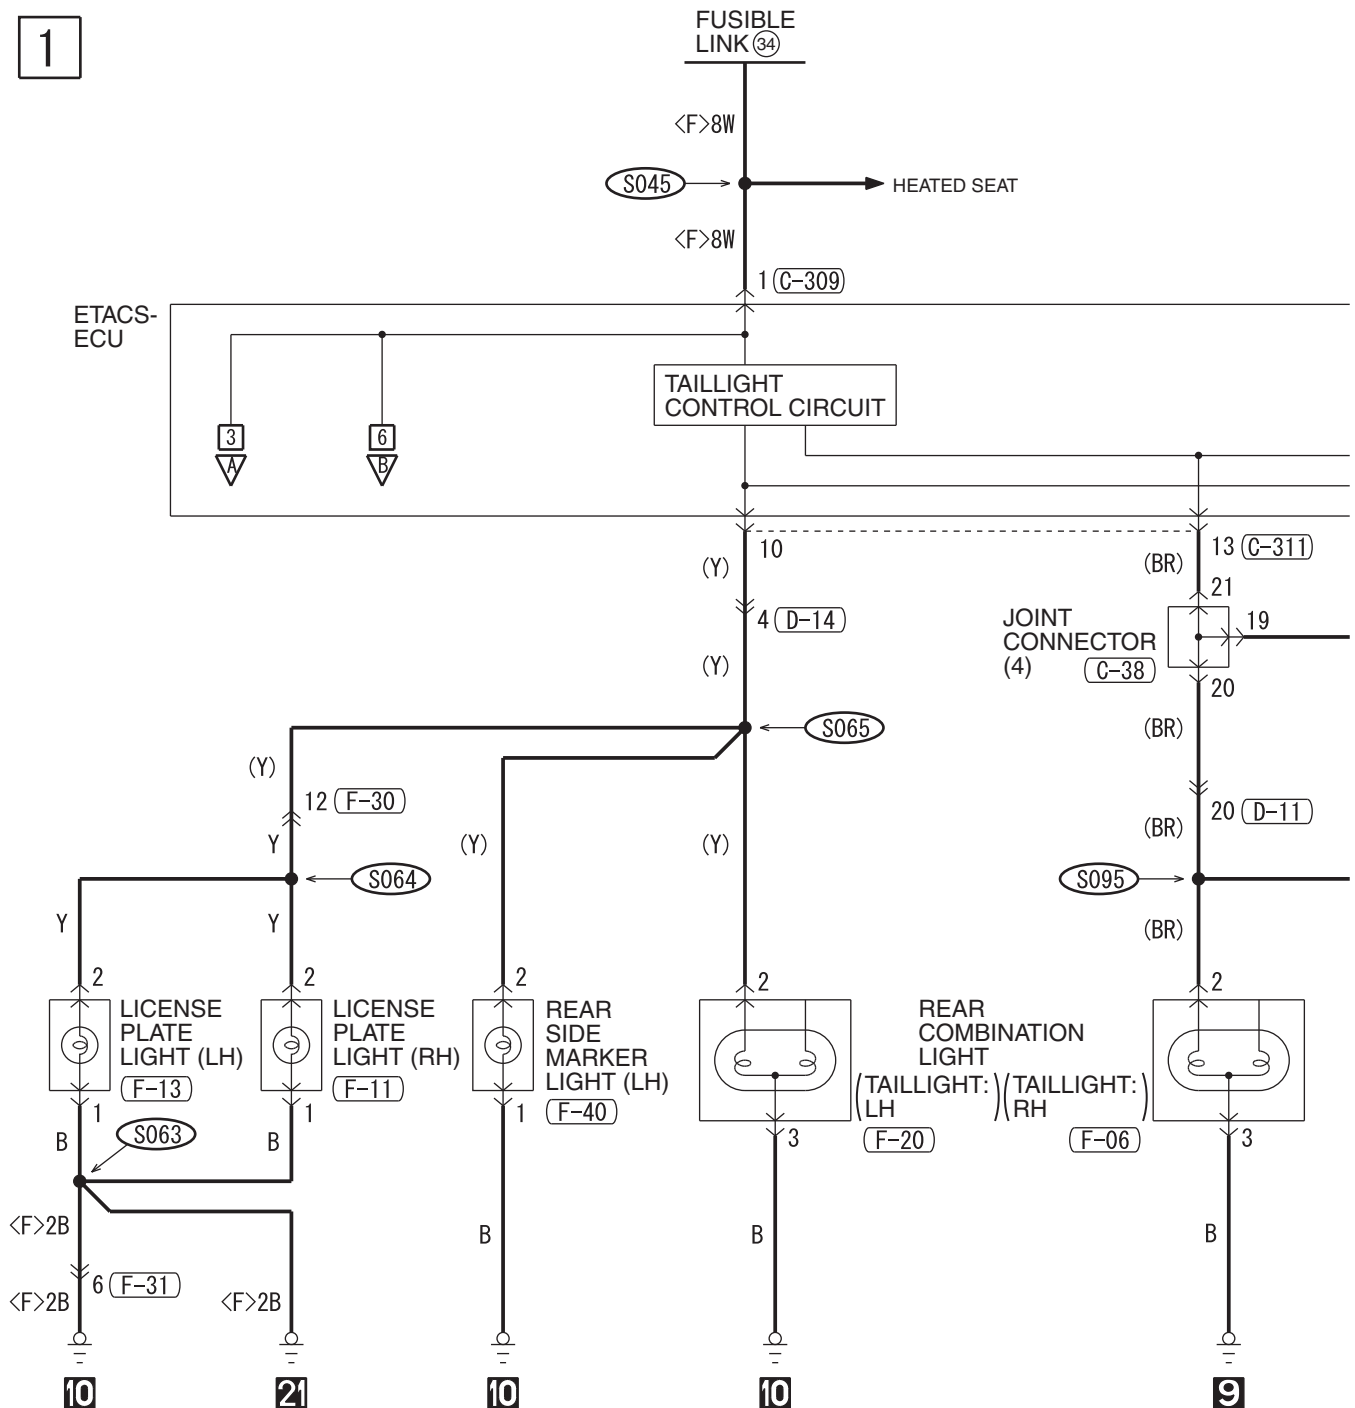 1
FUSIBLE
LINK 34
<F>8W
S045
HEATED SEAT
<F>8W
1 C-309
ETACS-
ECU
TAILLIGHT
CONTROL CIRCUIT
3
6
A
B
10
13 C-311
(Y)
(BR)
21
4 D-14
JOINT
CONNECTOR
(4)
C-38
19
(Y)
20
S065
(BR)
(Y)
12 F-30
20 D-11
Y
(Y)
(Y)
(BR)
S064
S095
Y
Y
(BR)
2
2
2
2
2
LICENSE
PLATE
LIGHT (LH)
F-13
LICENSE
PLATE
LIGHT (RH)
F-11
REAR
SIDE
MARKER
LIGHT (LH)
F-40
REAR
COMBINATION
LIGHT
(TAILLIGHT:
LH)
F-20
(TAILLIGHT:
RH)
F-06
1
1
1
3
3
B
S063
B
<F>2B
B
B
B
6 F-31
<F>2B
<F>2B
10
21
10
10
9